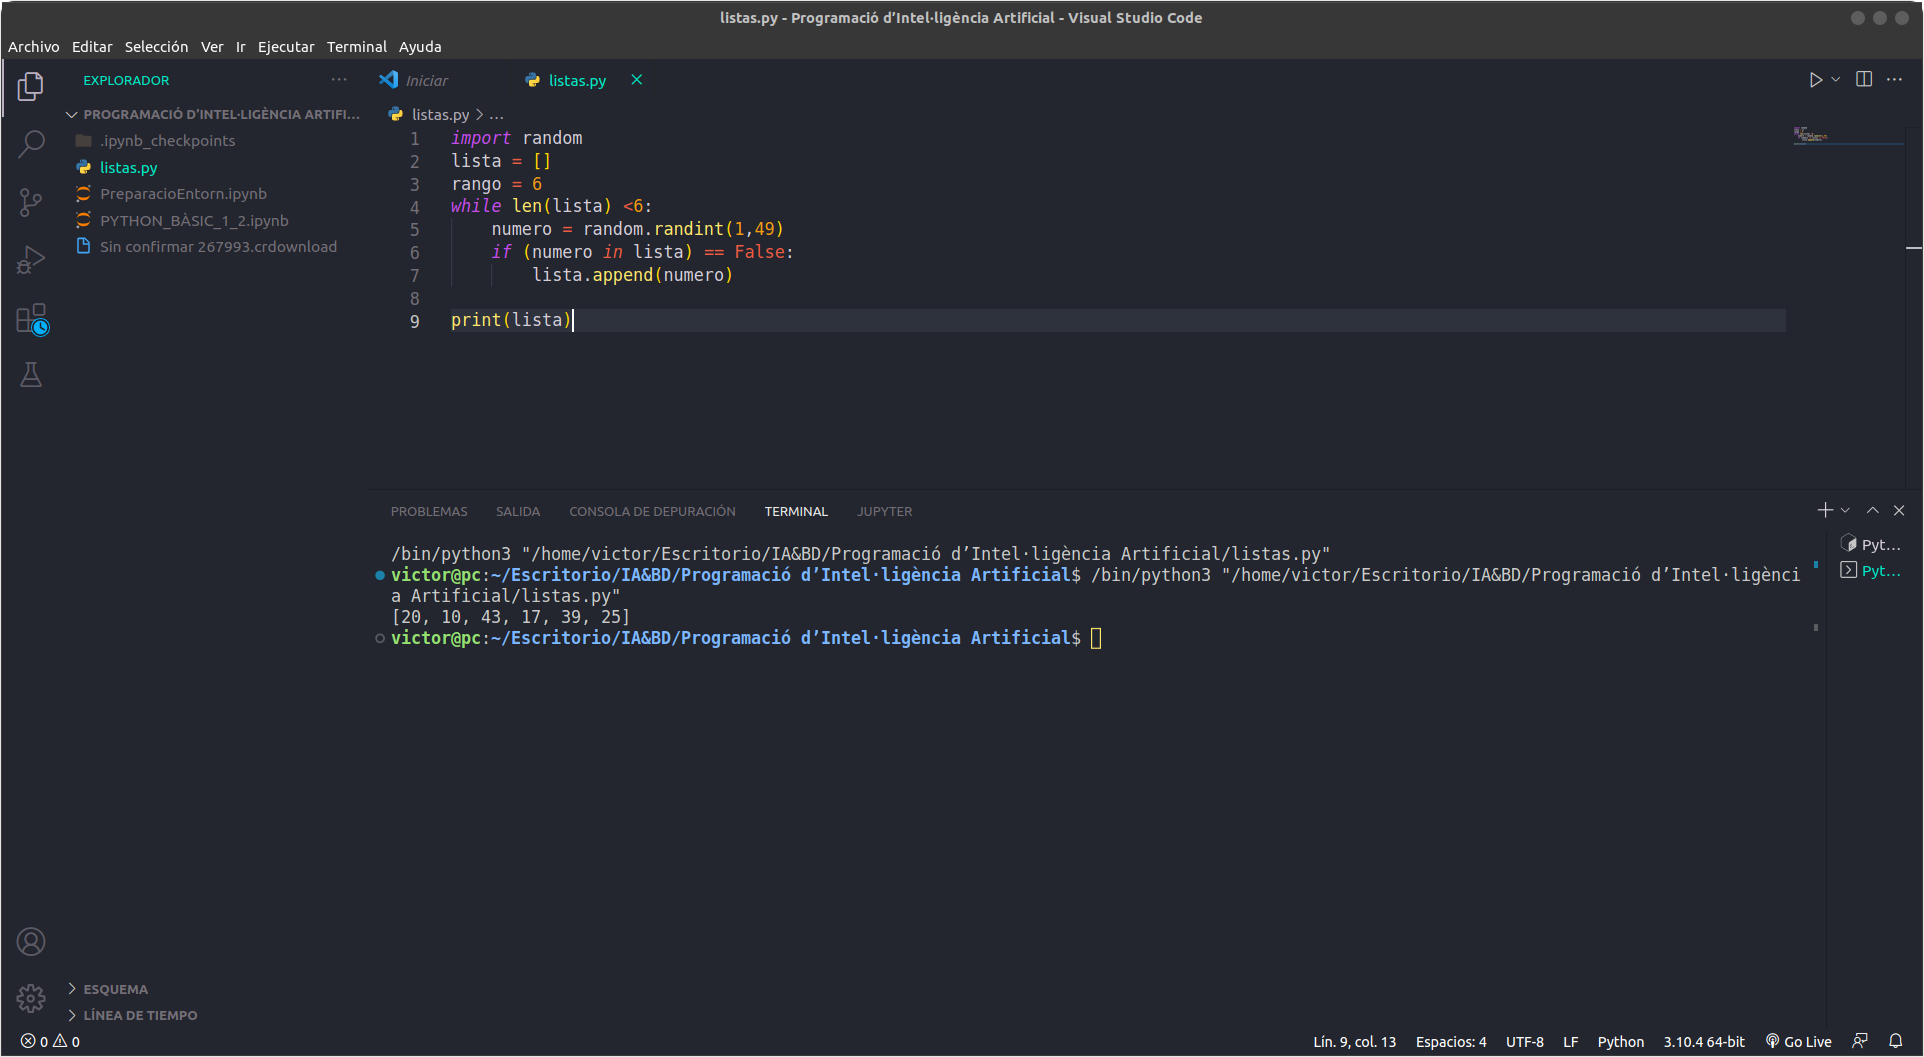 listas.py - Programació d’Intel·ligència Artificial - Visual Studio Code
Archivo Editar Selección Ver Ir Ejecutar Terminal Ayuda
EXPLORADOR
PROGRAMACIÓ D’INTEL·LIGÈNCIA ARTIFI...
.ipynb_checkpoints
listas.py
PreparacioEntorn.ipynb
PYTHON_BÀSIC_1_2.ipynb
Sin confirmar 267993.crdownload
Iniciar listas.py
listas.py > ...
1 import random
2 lista = []
3 rango = 6
4 while len(lista) <6:
5     numero = random.randint(1,49)
6     if (numero in lista) == False:
7         lista.append(numero)
8
9 print(lista)
PROBLEMAS SALIDA CONSOLA DE DEPURACIÓN TERMINAL JUPYTER
/bin/python3 "/home/victor/Escritorio/IA&BD/Programació d’Intel·ligència Artificial/listas.py"
victor@pc:~/Escritorio/IA&BD/Programació d’Intel·ligència Artificial$ /bin/python3 "/home/victor/Escritorio/IA&BD/Programació d’Intel·ligènci
a Artificial/listas.py"
[20, 10, 43, 17, 39, 25]
victor@pc:~/Escritorio/IA&BD/Programació d’Intel·ligència Artificial$
Pyt...
Pyt...
ESQUEMA
LÍNEA DE TIEMPO
0 0 Lín. 9, col. 13 Espacios: 4 UTF-8 LF Python 3.10.4 64-bit Go Live